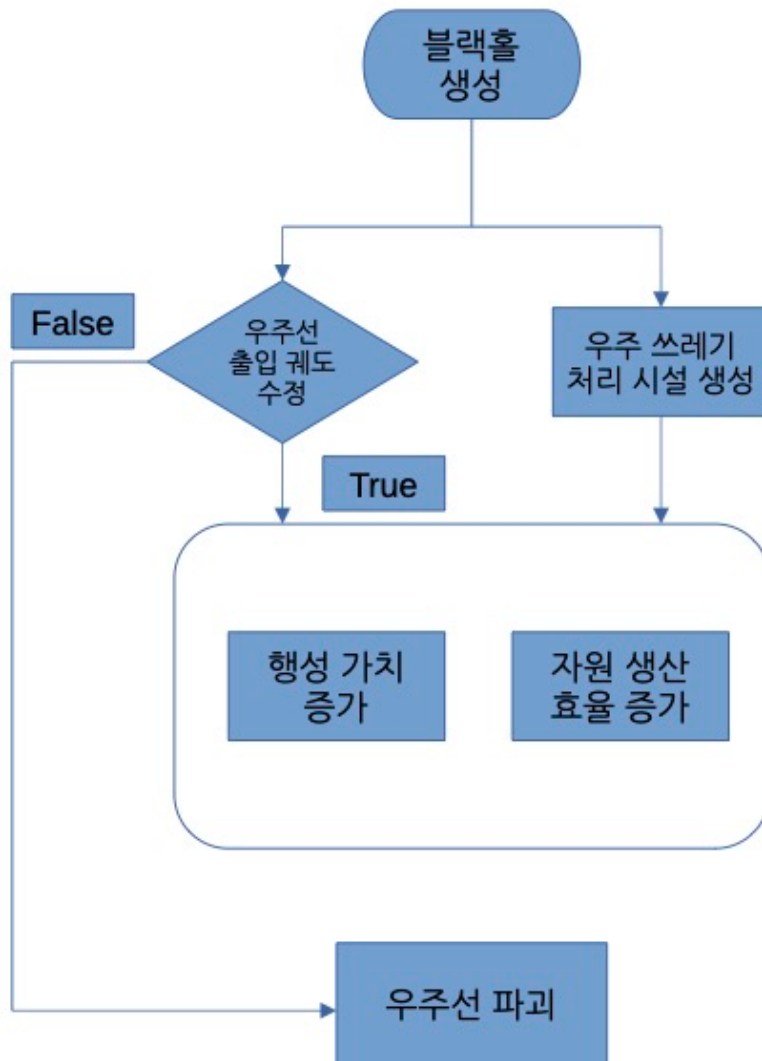 블랙홀
생성
False
우주선
출입 궤도
수정
우주 쓰레기
처리 시설 생성
True
행성 가치
증가
자원 생산
효율 증가
우주선 파괴